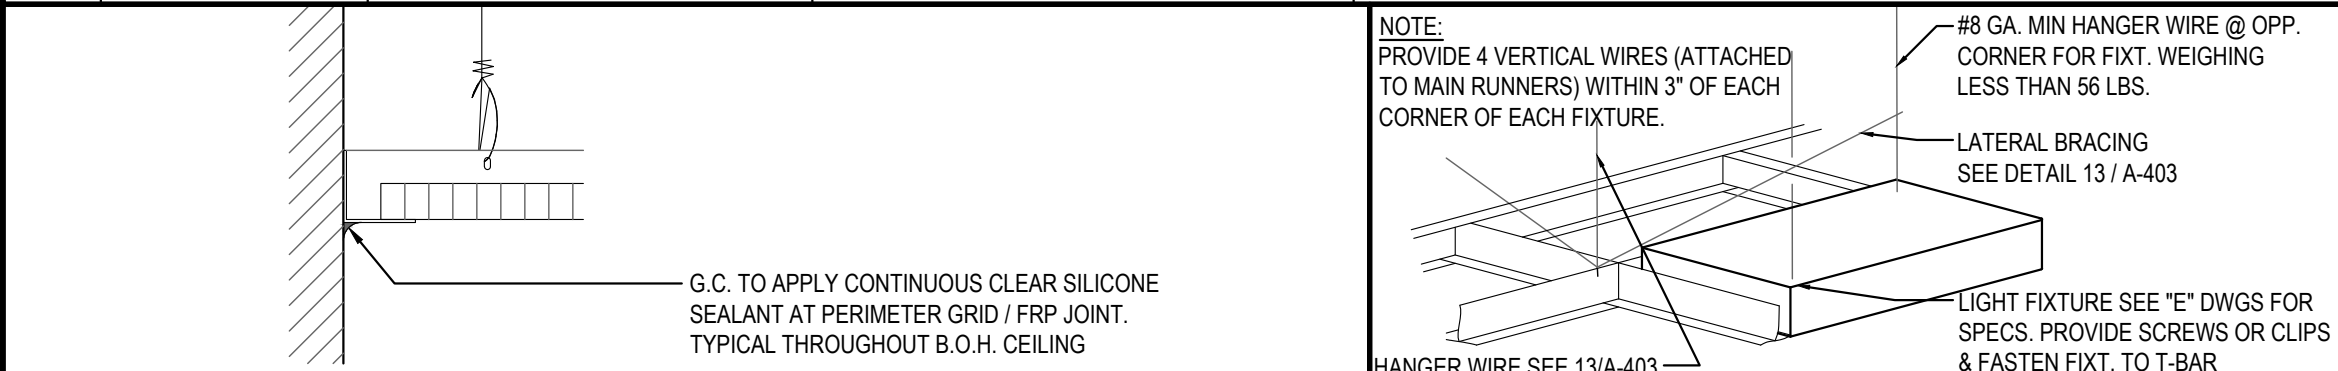 G.C. TO APPLY CONTINUOUS CLEAR SILICONE
SEALANT AT PERIMETER GRID / FRP JOINT.
TYPICAL THROUGHOUT B.O.H. CEILING
NOTE:
PROVIDE 4 VERTICAL WIRES (ATTACHED
TO MAIN RUNNERS) WITHIN 3" OF EACH
CORNER OF EACH FIXTURE.
#8 GA. MIN HANGER WIRE @ OPP.
CORNER FOR FIXT. WEIGHING
LESS THAN 56 LBS.
LATERAL BRACING
SEE DETAIL 13 / A-403
LIGHT FIXTURE SEE "E" DWGS FOR
SPECS. PROVIDE SCREWS OR CLIPS
& FASTEN FIXT. TO T-BAR
HANGER WIRE SEE 13/A-403